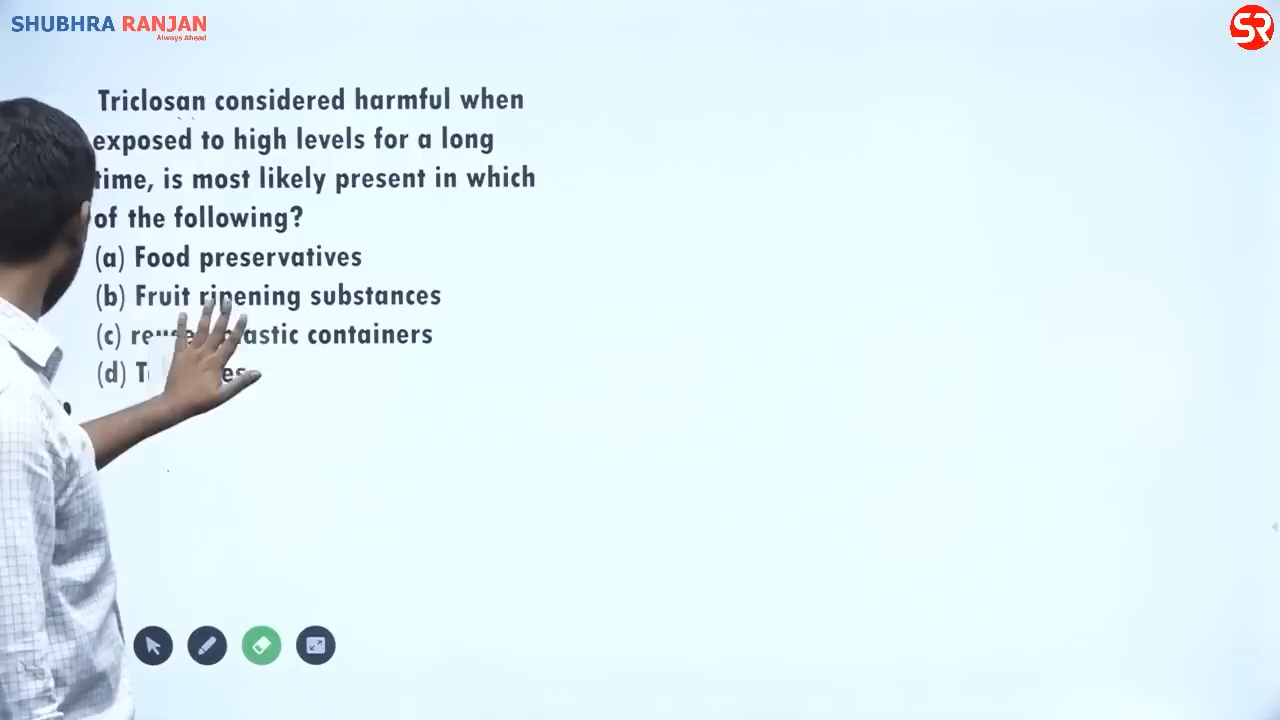 SHUBHRA RANJAN
Always Ahead
SR
Triclosan considered harmful when
exposed to high levels for a long
time, is most likely present in which
of the following?
(a) Food preservatives
(b) Fruit ripening substances
(c) containers
(d)